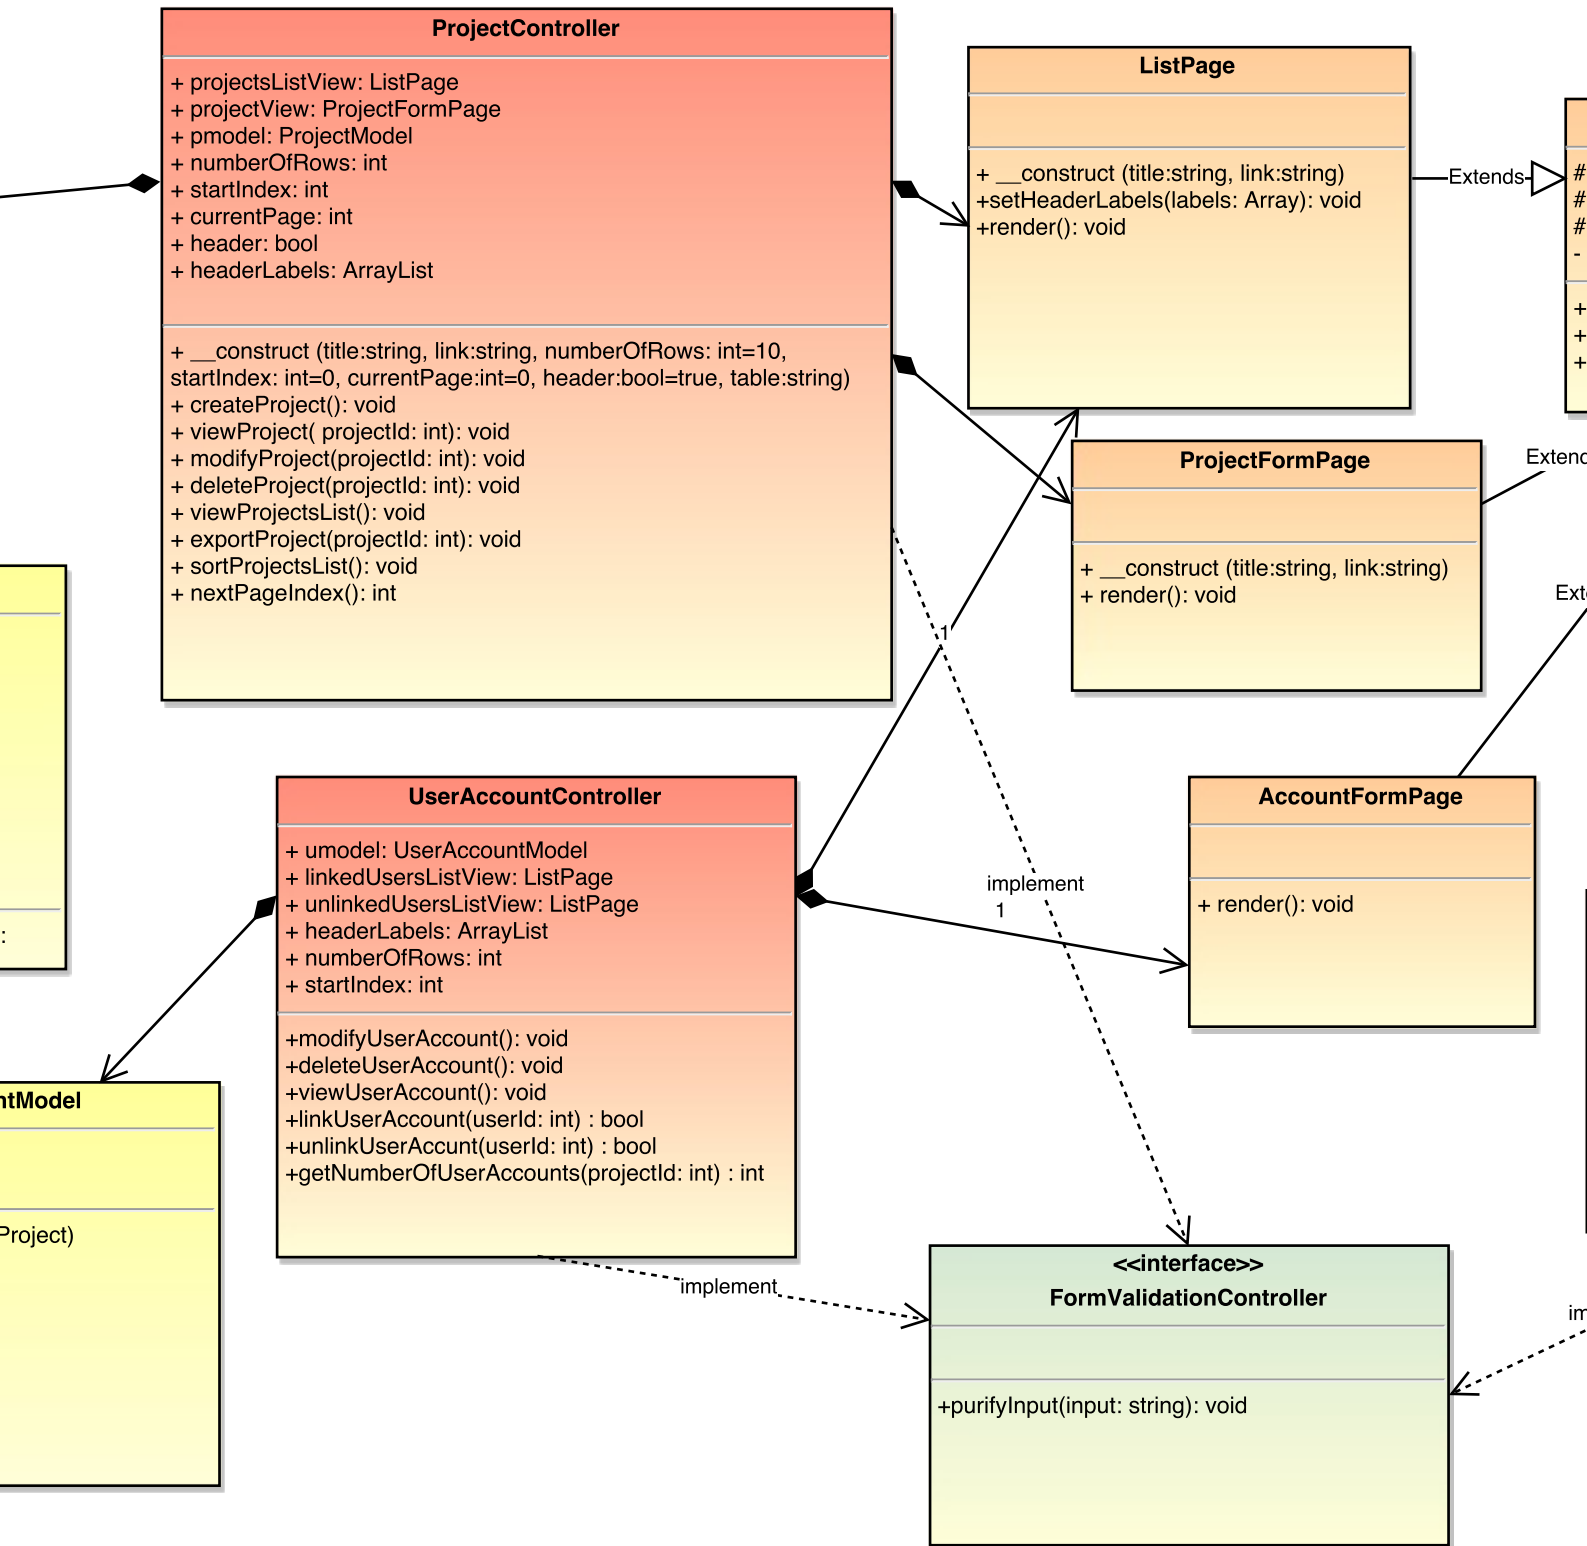 ProjectController
+ projectsListView: ListPage
+ projectView: ProjectFormPage
+ pmodel: ProjectModel
+ numberOfRows: int
+ startIndex: int
+ currentPage: int
+ header: bool
+ headerLabels: ArrayList
+ __construct (title:string, link:string, numberOfRows: int=10,
startIndex: int=0, currentPage:int=0, header:bool=true, table:string)
+ createProject(): void
+ viewProject( projectId: int): void
+ modifyProject(projectId: int): void
+ deleteProject(projectId: int): void
+ viewProjectsList(): void
+ exportProject(projectId: int): void
+ sortProjectsList(): void
+ nextPageIndex(): int
ListPage
+ __construct (title:string, link:string)
+setHeaderLabels(labels: Array): void
+render(): void
Extends
#
#
#
-
+
+
+
ProjectFormPage
+ __construct (title:string, link:string)
+ render(): void
Extend
Exte
1
:
UserAccountController
+ umodel: UserAccountModel
+ linkedUsersListView: ListPage
+ unlinkedUsersListView: ListPage
+ headerLabels: ArrayList
+ numberOfRows: int
+ startIndex: int
+modifyUserAccount(): void
+deleteUserAccount(): void
+viewUserAccount(): void
+linkUserAccount(userId: int) : bool
+unlinkUserAccunt(userId: int) : bool
+getNumberOfUserAccounts(projectId: int) : int
implement
1
AccountFormPage
+ render(): void
ntModel
Project)
implement
<<interface>>
FormValidationController
+purifyInput(input: string): void
im